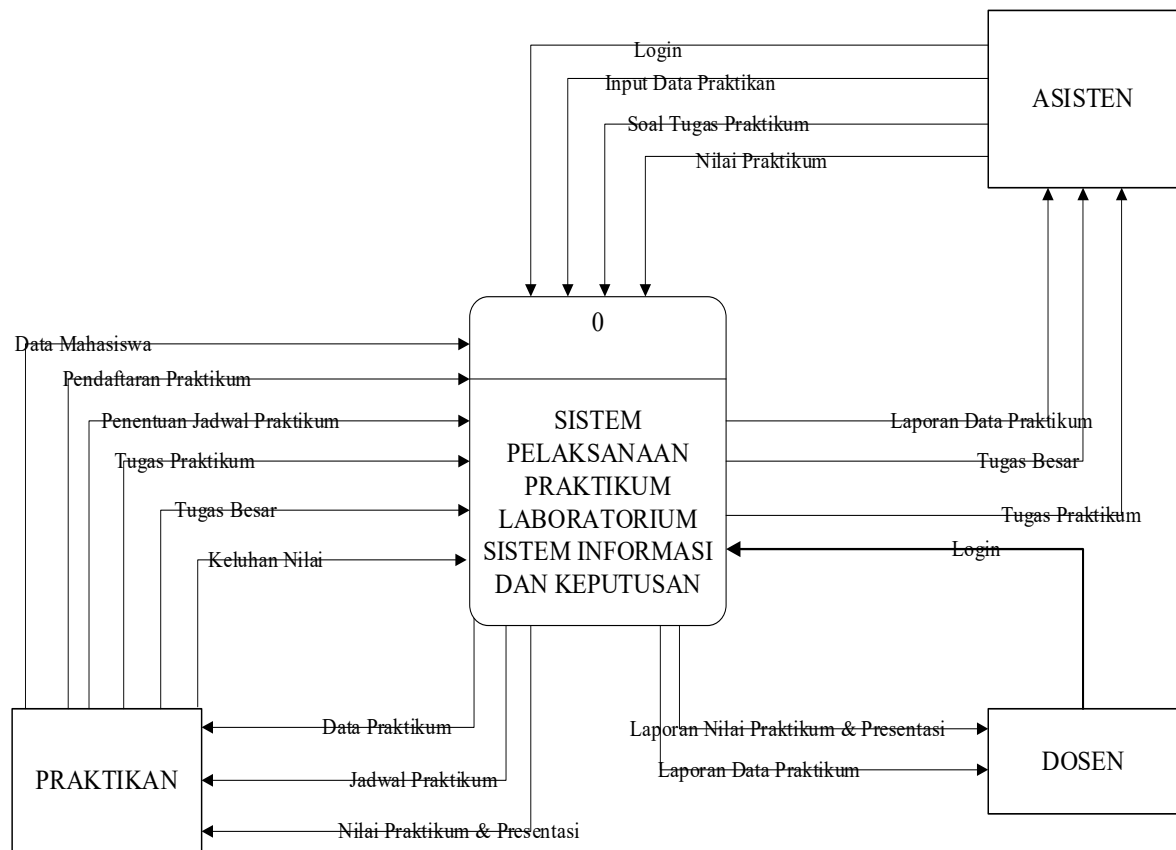 Login
Input Data Praktikan
ASISTEN
Soal Tugas Praktikum
Nilai Praktikum
0
Data Mahasiswa
Pendaftaran Praktikum
Penentuan Jadwal Praktikum
Tugas Praktikum
Tugas Besar
Keluhan Nilai
SISTEM
PELAKSANAAN
PRAKTIKUM
LABORATORIUM
SISTEM INFORMASI
DAN KEPUTUSAN
Laporan Data Praktikum
Tugas Besar
Tugas Praktikum
Login
Data Praktikum
Jadwal Praktikum
Nilai Praktikum & Presentasi
PRAKTIKAN
Laporan Nilai Praktikum & Presentasi
Laporan Data Praktikum
DOSEN